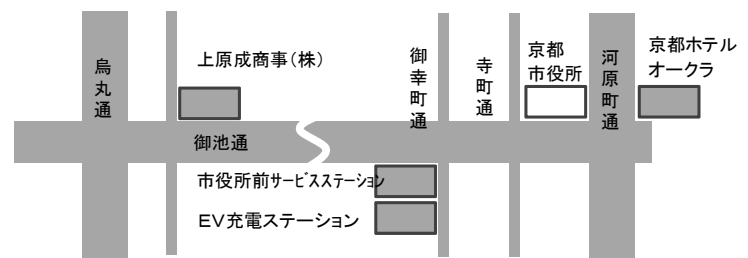 烏丸通
上原成商事(株)
御幸町通
寺町通
京都
市役所
河原町通
京都ホテル
オークラ
御池通
市役所前サービスステーション
EV充電ステーション